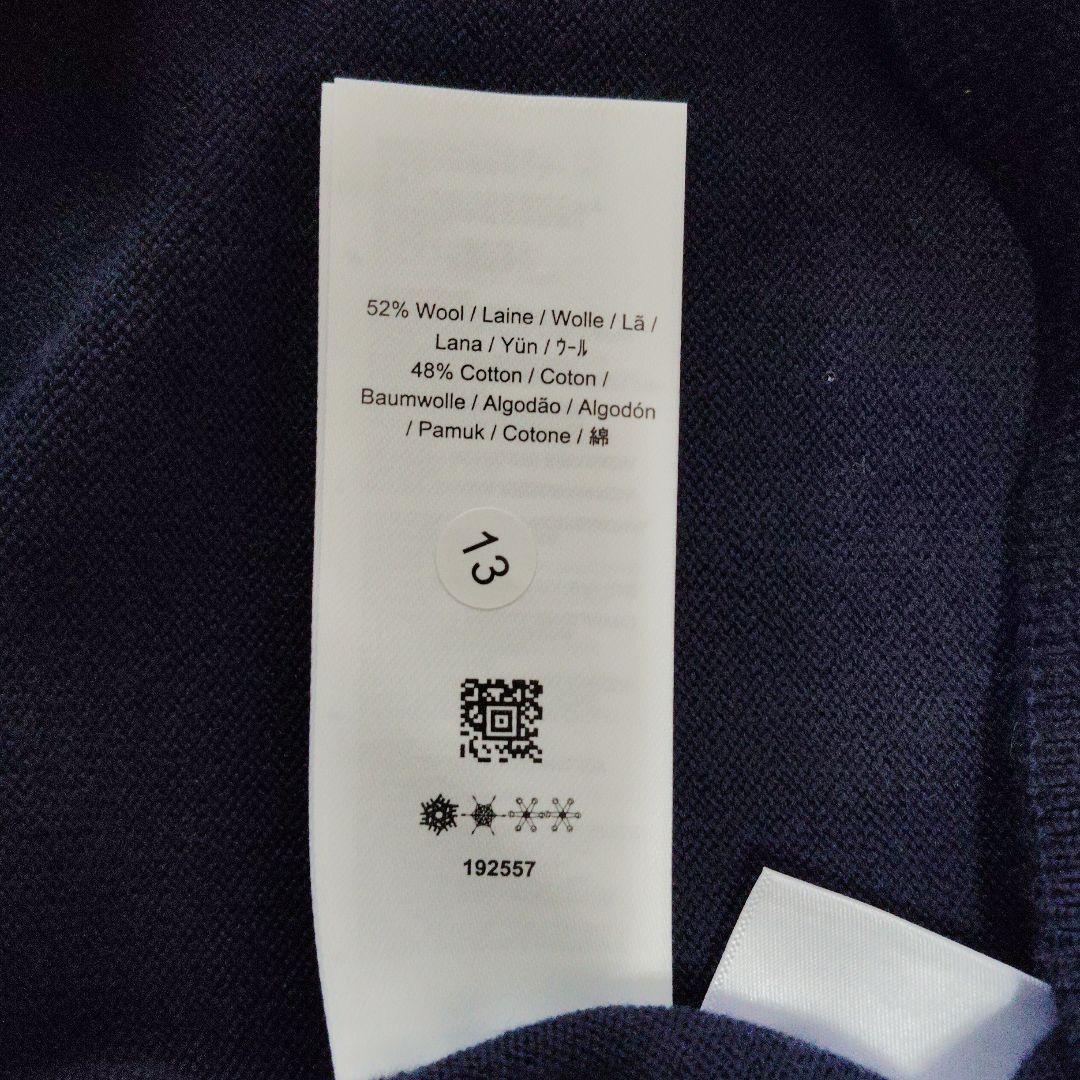 52% Wool / Laine / Wolle / Lã /
Lana / Yün / ウール
48% Cotton / Coton /
Baumwolle / Algodão / Algodón
/ Pamuk / Cotone / 綿
13
192557